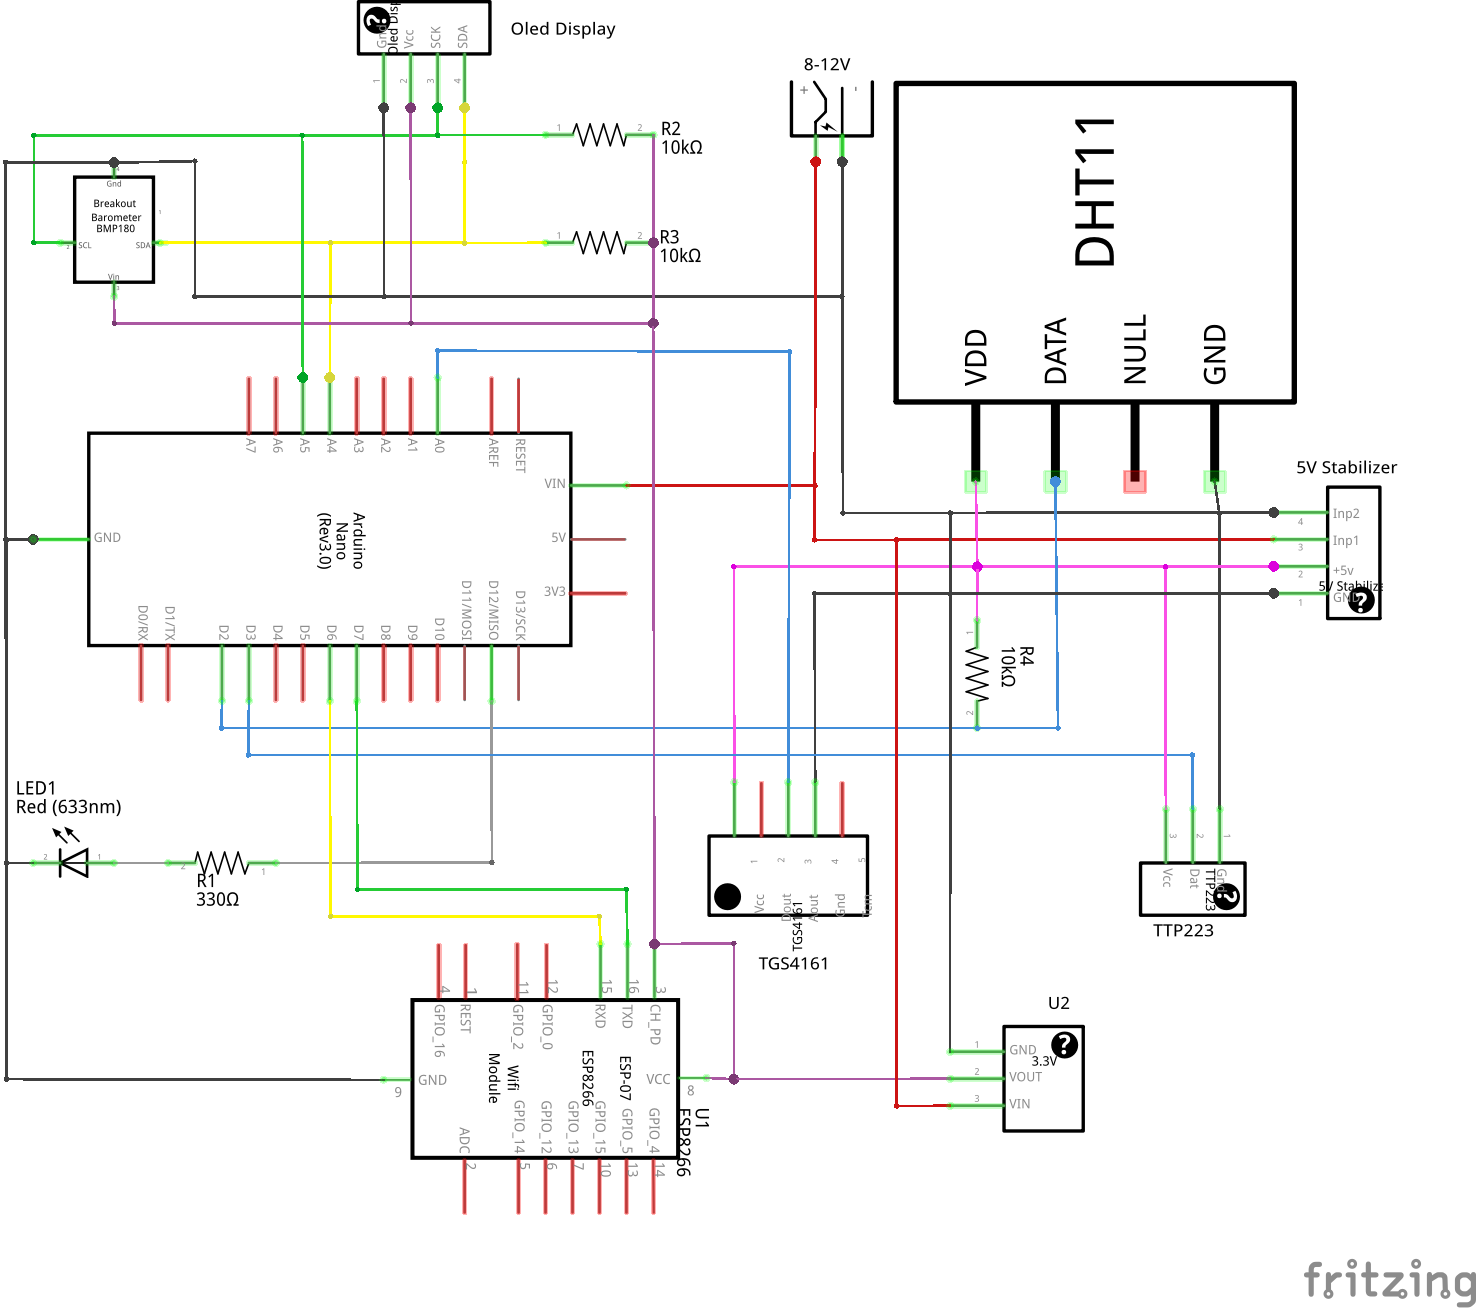 Oled Display
Gnd
Vcc
SCK
SDA
1
2
3
4
8-12V
+
-
R2
10kΩ
1
2
R3
10kΩ
1
2
Gnd
Breakout
Barometer
BMP180
SCL
SDA
Vin
1
DHT11
VDD
DATA
NULL
GND
5V Stabilizer
Inp2
Inp1
+5v
GND
4
3
2
1
A7
A6
A5
A4
A3
A2
A1
A0
AREF
RESET
VIN
5V
3V3
GND
Arduino
Nano
(Rev3.0)
D0/RX
D1/TX
D2
D3
D4
D5
D6
D7
D8
D9
D10
D11/MOSI
D12/MISO
D13/SCK
R4
10kΩ
1
2
LED1
Red (633nm)
2
1
R1
330Ω
2
1
1
2
3
4
5
Vcc
Aout
Gnd
TGS4161
TGS4161
3
2
1
Vcc
Dat
Gnd
TTP223
TTP223
4
1
11
12
15
16
3
GPIO_16
REST
GPIO_2
GPIO_0
RXD
TXD
CH_PD
GND
9
VCC
8
Module
Wifi
ESP8266
ESP-07
U1
ESP8266
ADC
GPIO_14
GPIO_12
GPIO_13
GPIO_15
GPIO_5
GPIO_4
2
5
6
7
10
13
14
U2
3.3V
1
2
3
GND
VOUT
VIN
fritzing